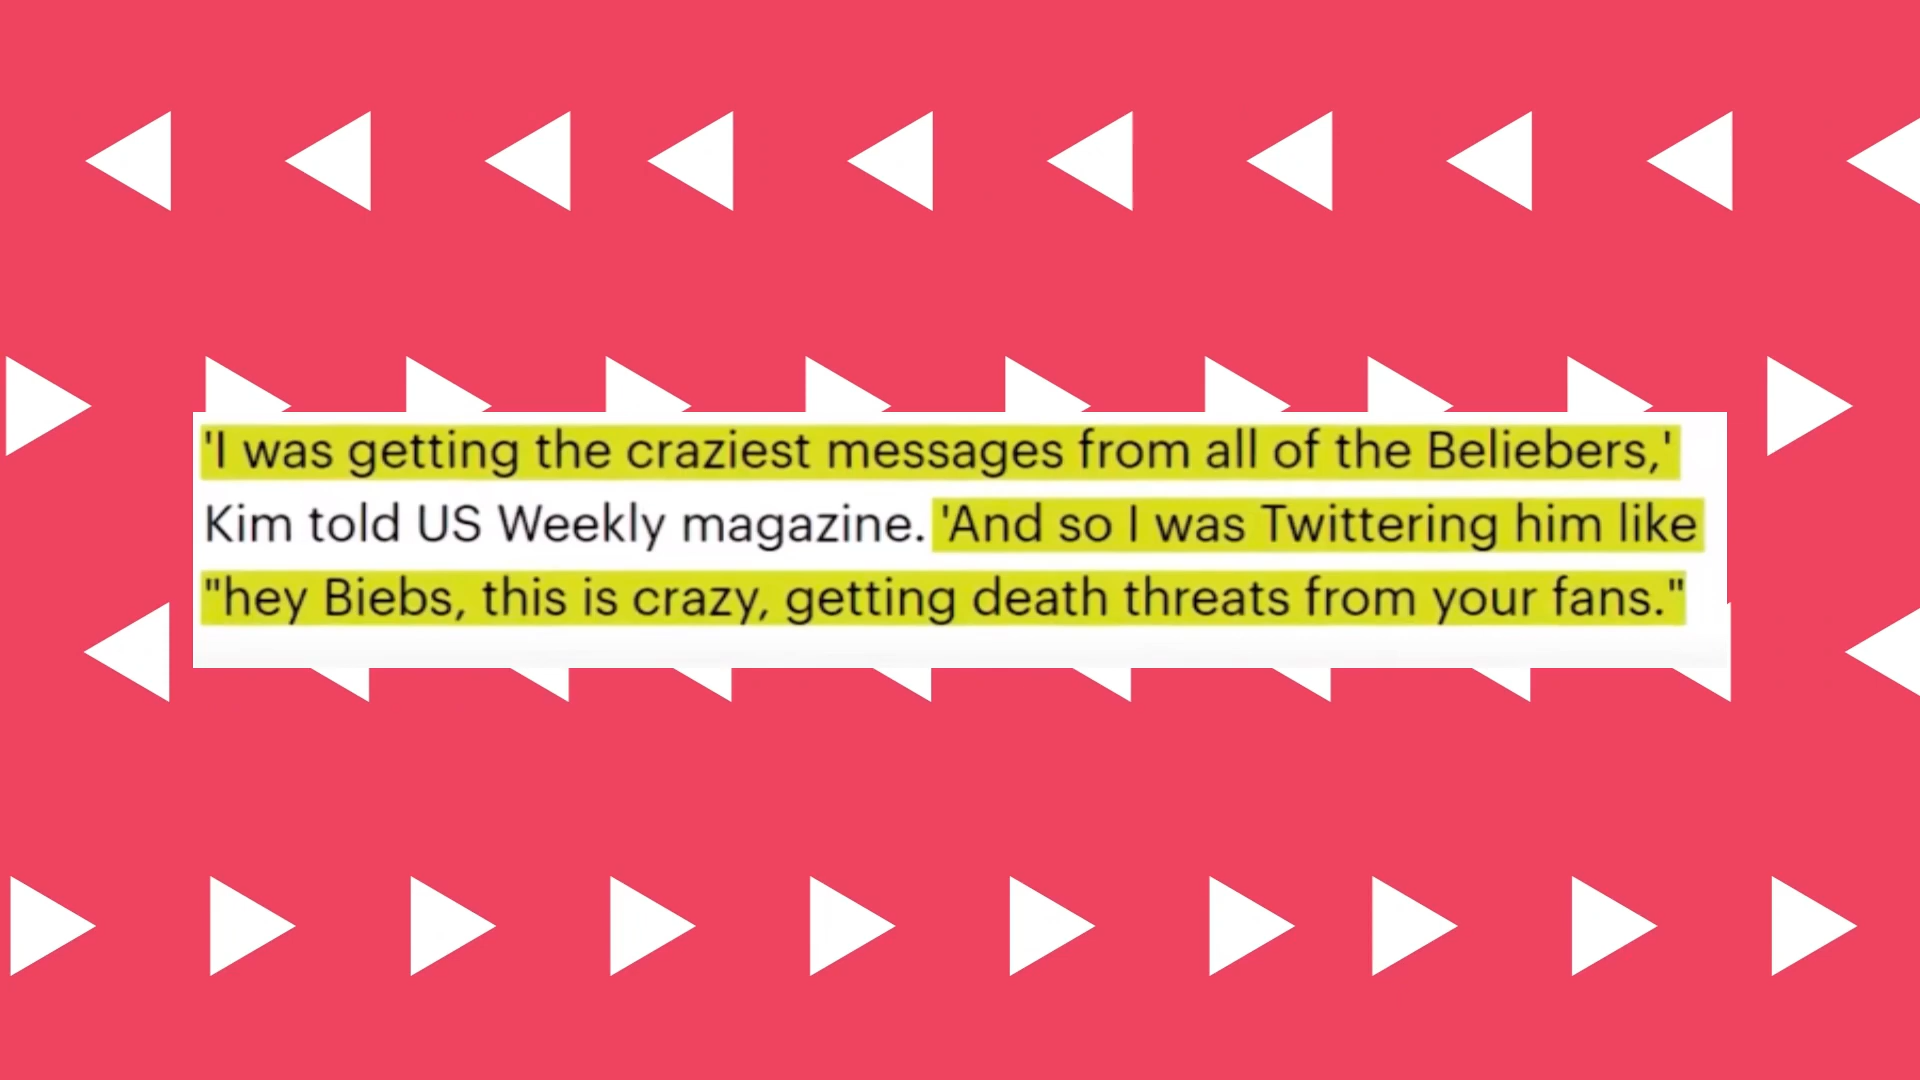 'I was getting the craziest messages from all of the Beliebers,'
Kim told US Weekly magazine. 'And so I was Twittering him like
"hey Biebs, this is crazy, getting death threats from your fans."